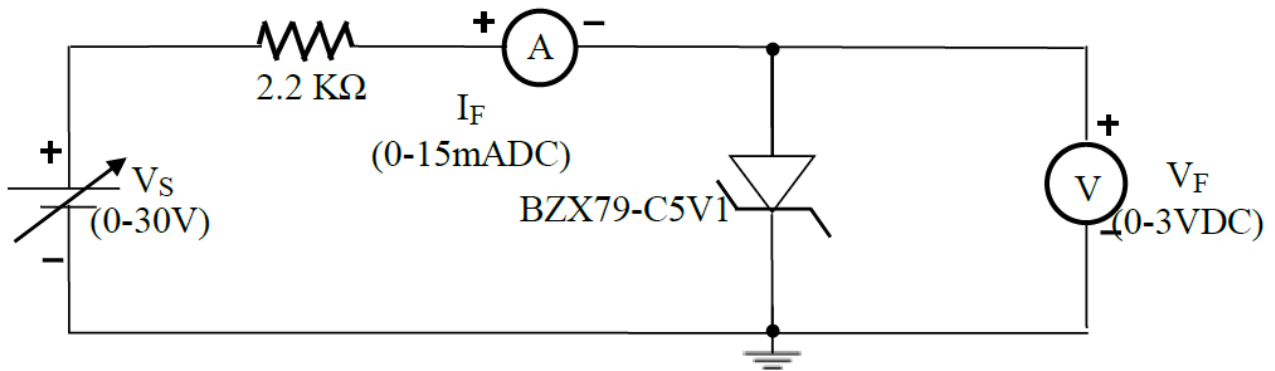 + A −
2.2 KΩ
I_F
(0-15mADC)
+
V_S
(0-30V)
−
BZX79-C5V1
+
V
−
V_F
(0-3VDC)